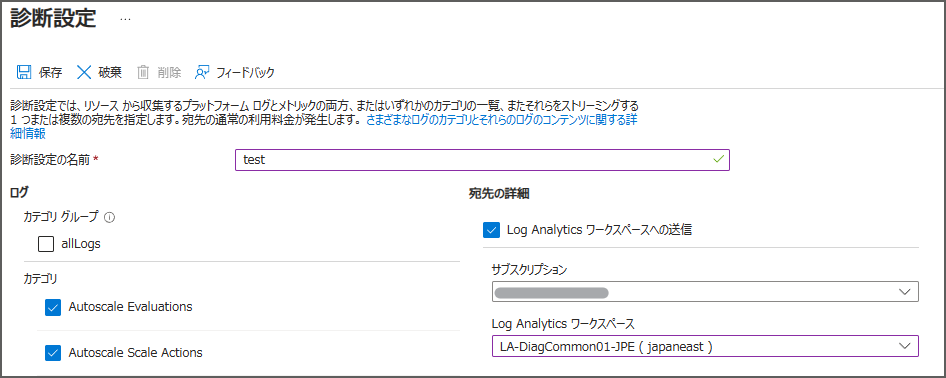 診断設定 …
保存 破棄 削除 フィードバック
診断設定では、リソース から収集するプラットフォーム ログとメトリックの両方、またはいずれかのカテゴリの一覧、またそれらをストリーミングする
1 つまたは複数の宛先を指定します。宛先の通常の利用料金が発生します。 さまざまなログのカテゴリとそれらのログのコンテンツに関する詳
細情報
診断設定の名前 * test
ログ
カテゴリ グループ
allLogs
カテゴリ
Autoscale Evaluations
Autoscale Scale Actions
宛先の詳細
Log Analytics ワークスペースへの送信
サブスクリプション
Log Analytics ワークスペース
LA-DiagCommon01-JPE ( japaneast )